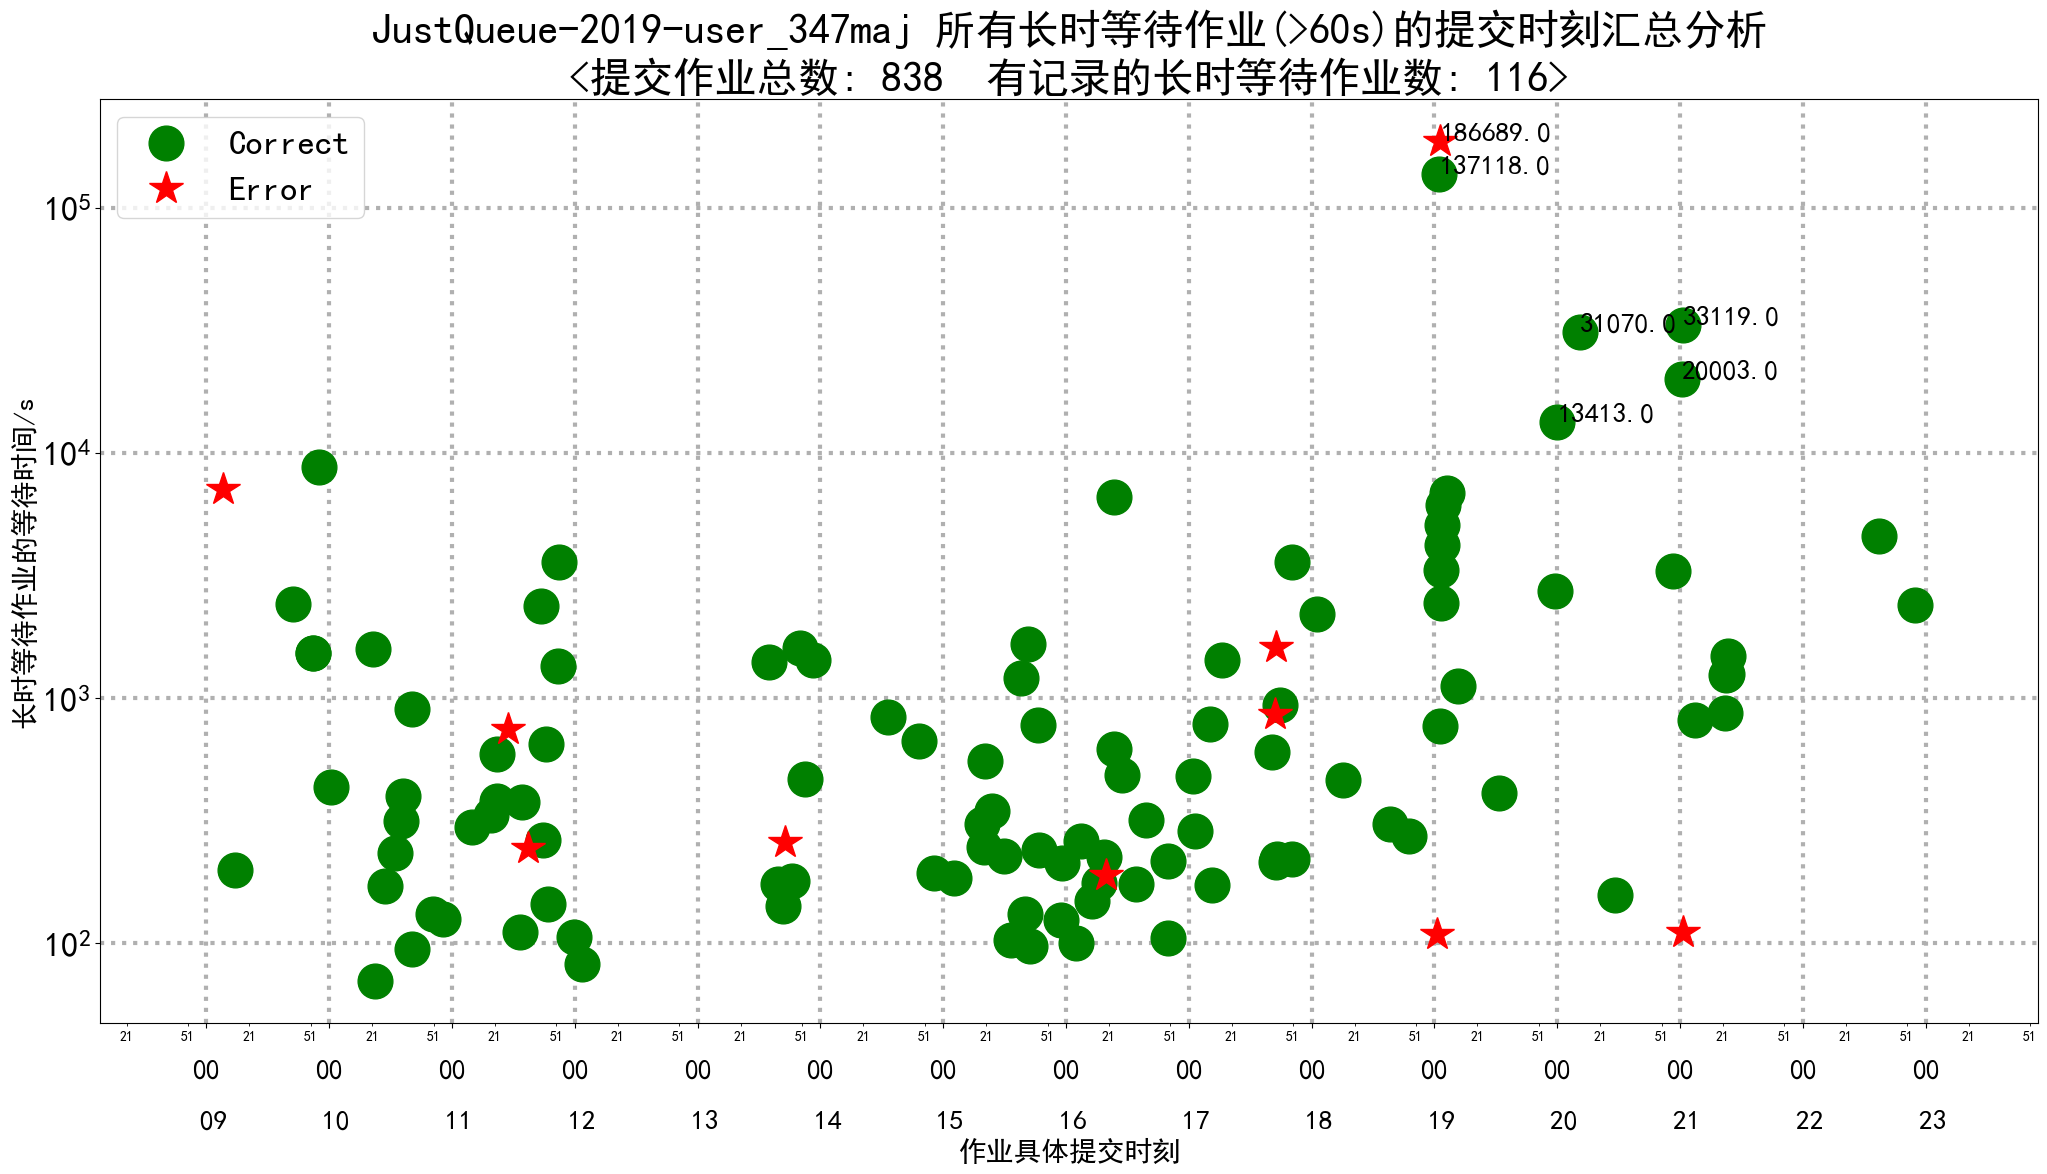 JustQueue-2019-user_347maj 所有长时等待作业(>60s)的提交时刻汇总分析
<提交作业总数: 838  有记录的长时等待作业数: 116>
Correct
Error
186689.0
137118.0
10^5
31070.0
33119.0
20003.0
13413.0
10^4
长时等待作业的等待时间/s
10^3
10^2
21 51 21 51 21 51 21 51 21 51 21 51 21 51 21 51 21 51 21 51 21 51 21 51 21 51 21 51 21 51 21 51
00 00 00 00 00 00 00 00 00 00 00 00 00 00 00
09 10 11 12 13 14 15 16 17 18 19 20 21 22 23
作业具体提交时刻